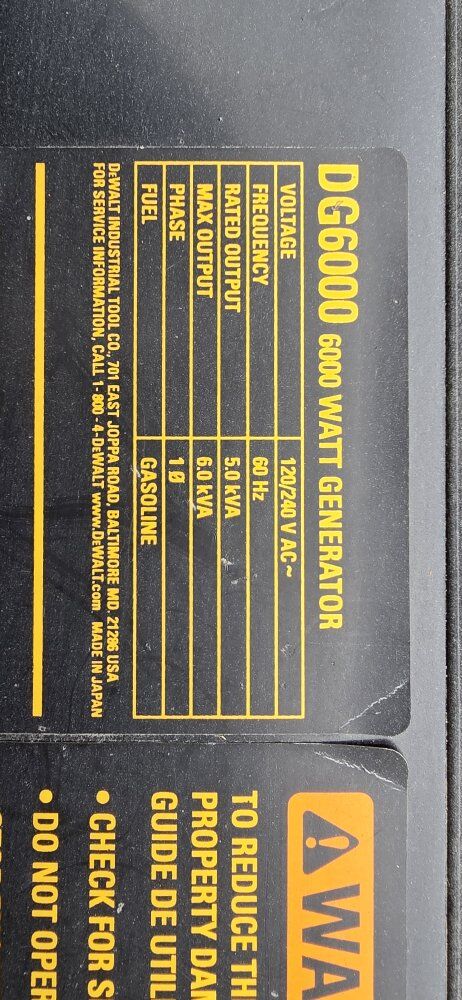 DG6000 6000 WATT GENERATOR
VOLTAGE 120/240 V AC~
FREQUENCY 60 Hz
RATED OUTPUT 5.0 kVA
MAX OUTPUT 6.0 kVA
PHASE 1 Ø
FUEL GASOLINE
DEWALT INDUSTRIAL TOOL CO., 701 EAST JOPPA ROAD, BALTIMORE MD, 21286 USA
FOR SERVICE INFORMATION, CALL 1-800-4-DEWALT www.DEWALT.com MADE IN JAPAN
WA
TO REDUCE TH
PROPERTY DAM
GUIDE DE UTIL
• CHECK FOR S
• DO NOT OPER